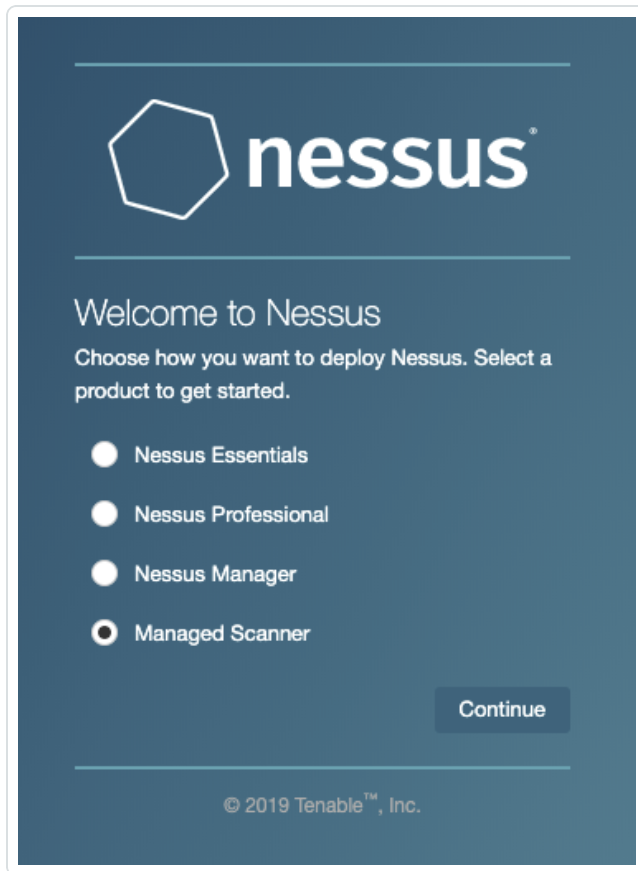 nessus®
Welcome to Nessus
Choose how you want to deploy Nessus. Select a
product to get started.
Nessus Essentials
Nessus Professional
Nessus Manager
Managed Scanner
Continue
© 2019 Tenable™, Inc.